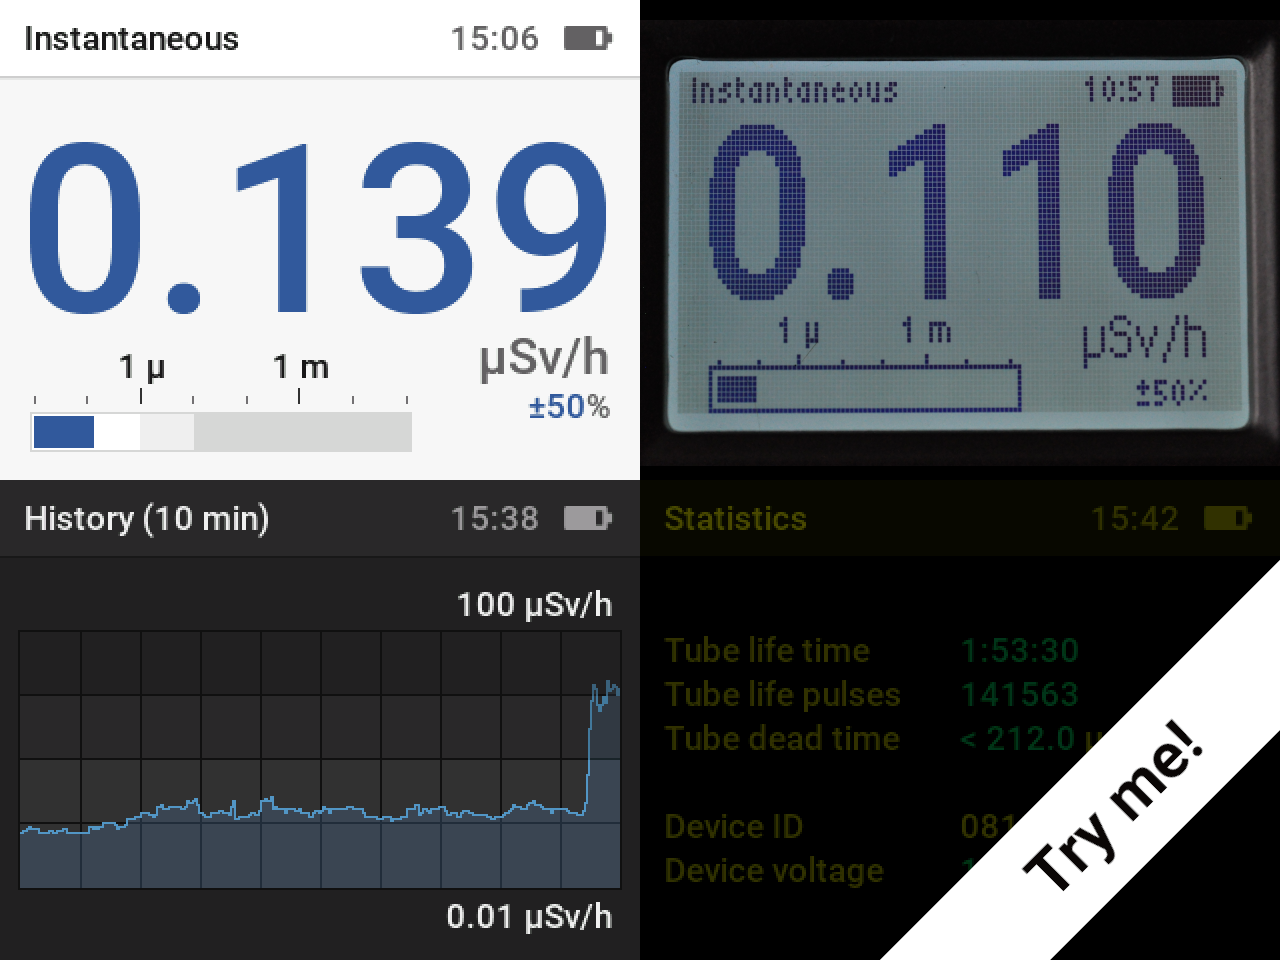 Instantaneous 15:06
0.139
1 µ 1 m
µSv/h
±50%
Instantaneous 10:57
0.110
1 µ 1 m
µSv/h
±50%
History (10 min) 15:38
100 µSv/h
0.01 µSv/h
Statistics 15:42
Tube life time 1:53:30
Tube life pulses 141563
Tube dead time < 212.0
Device ID
Device voltage
Try me!